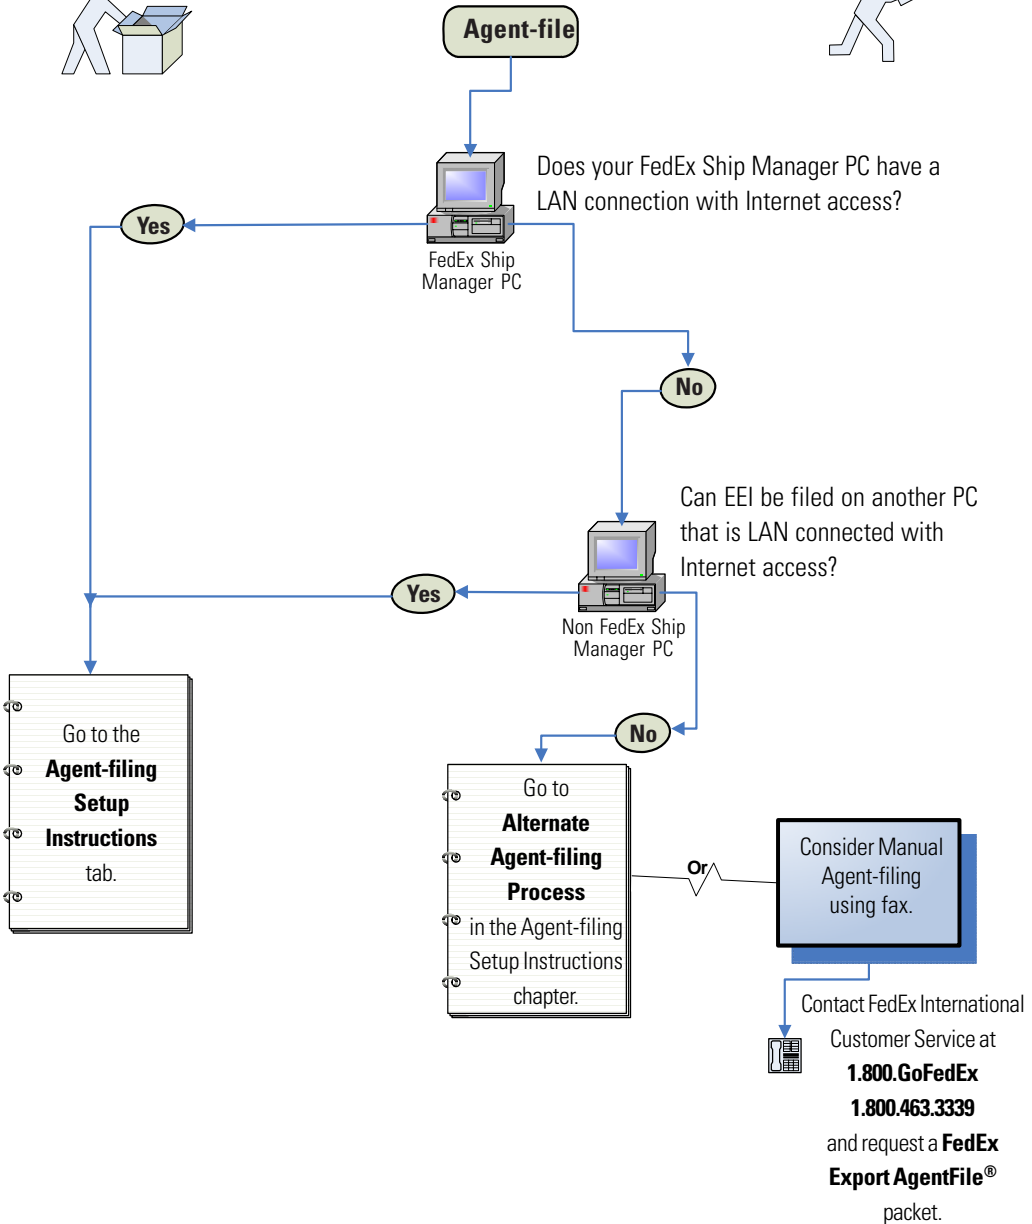 Agent-file
Does your FedEx Ship Manager PC have a
LAN connection with Internet access?
Yes
FedEx Ship
Manager PC
No
Can EEI be filed on another PC
that is LAN connected with
Internet access?
Yes
Non FedEx Ship
Manager PC
No
Go to the
Agent-filing
Setup
Instructions
tab.
Go to
Alternate
Agent-filing
Process
in the Agent-filing
Setup Instructions
chapter.
Or
Consider Manual
Agent-filing
using fax.
Contact FedEx International
Customer Service at
1.800.GoFedEx
1.800.463.3339
and request a FedEx
Export AgentFile®
packet.